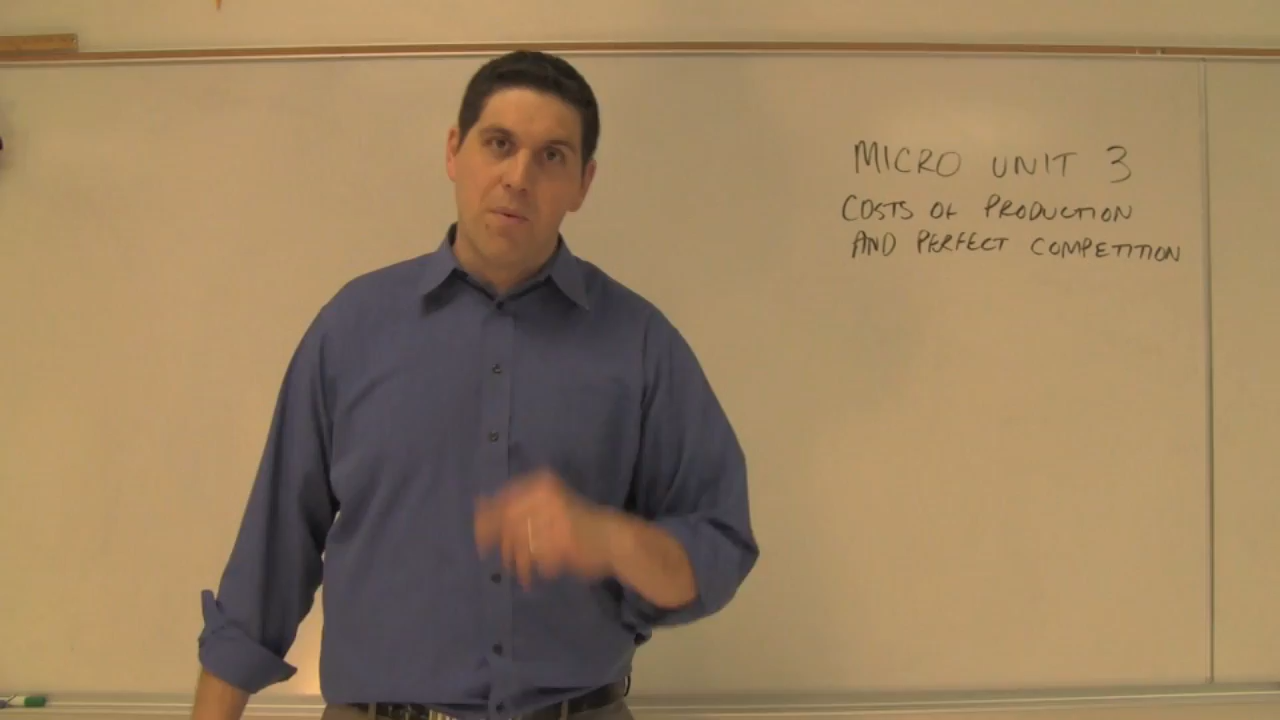 MICRO UNIT 3
COSTS OF PRODUCTION
AND PERFECT COMPETITION